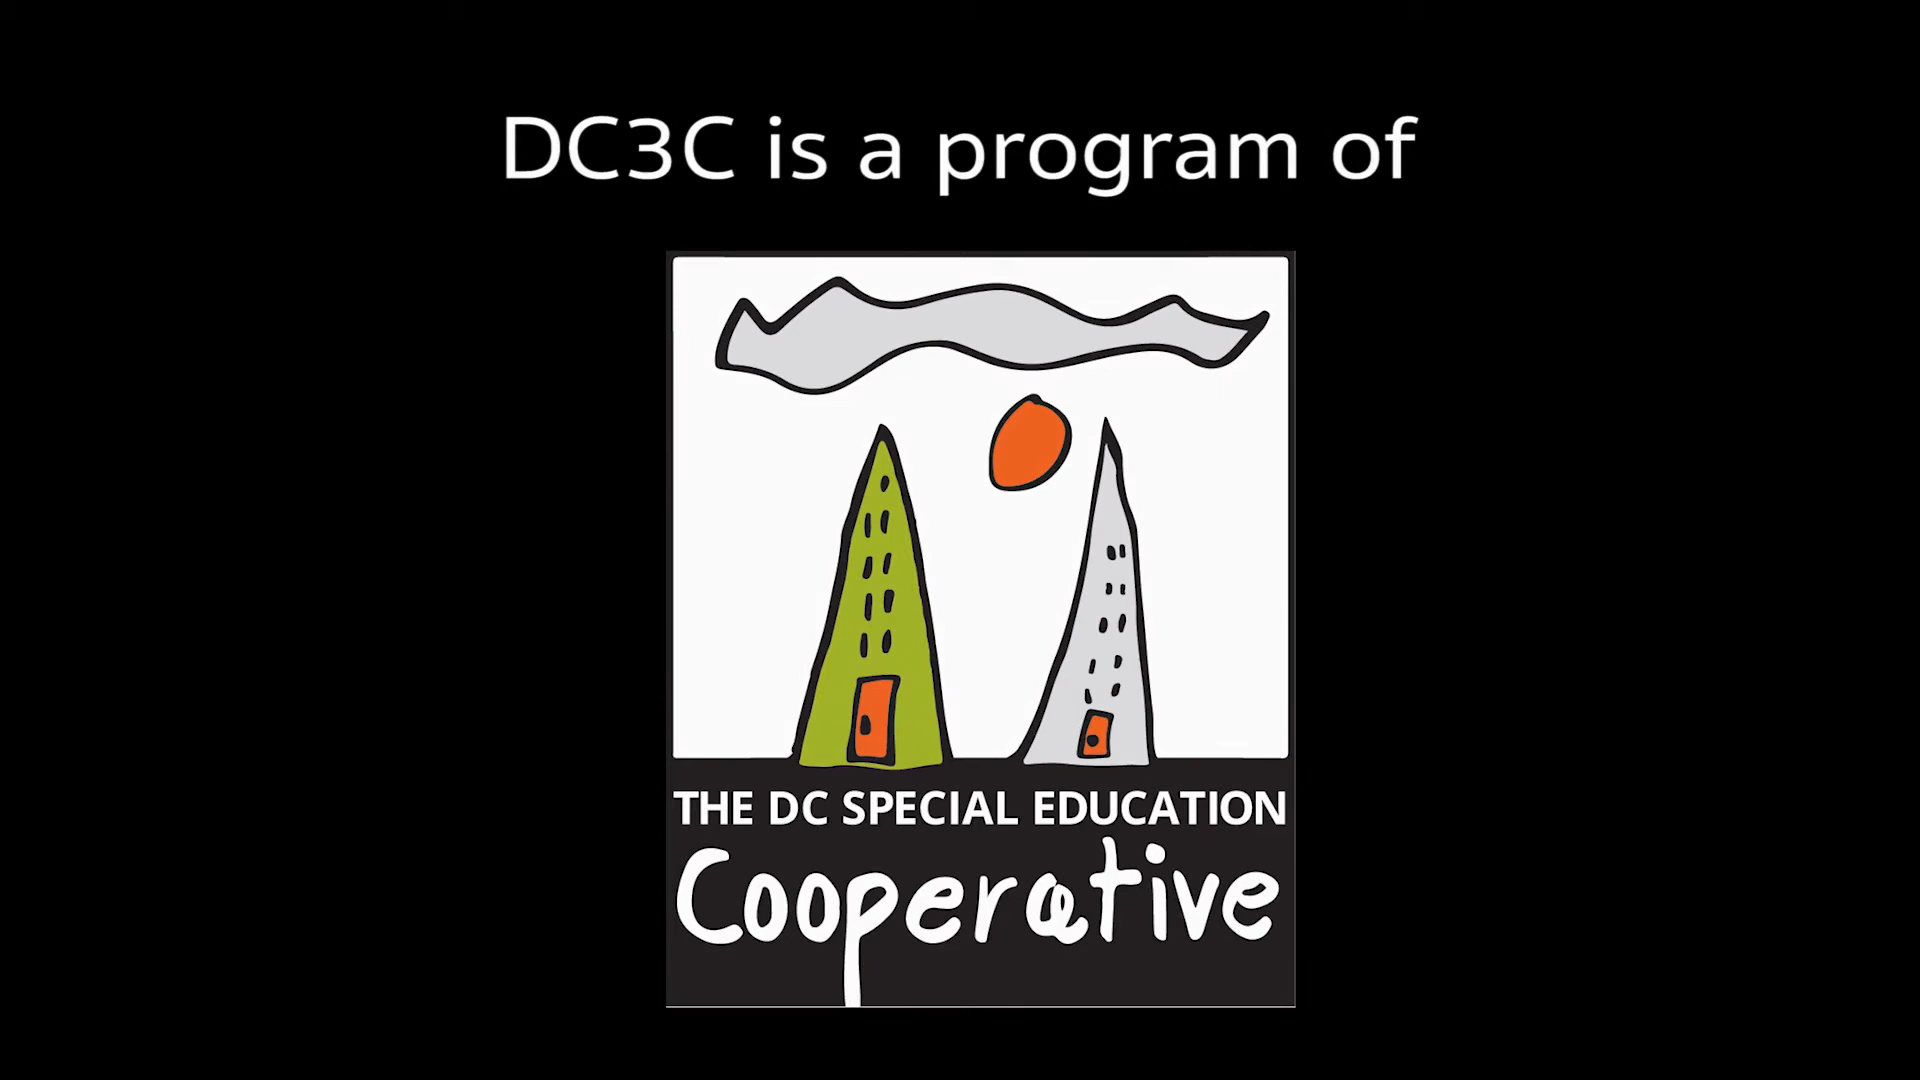 DC3C is a program of
THE DC SPECIAL EDUCATION
Cooperative